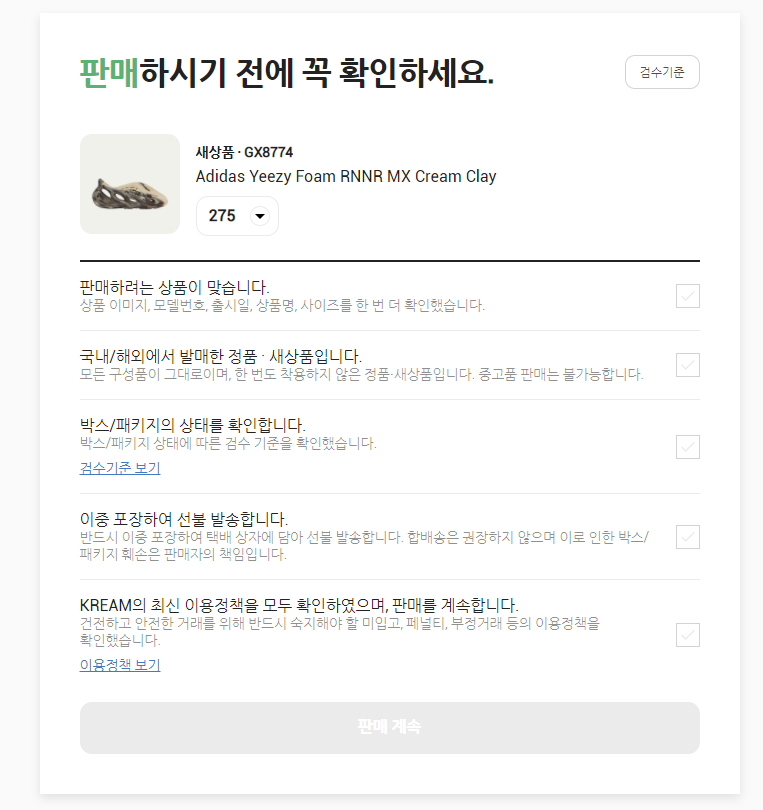 판매하시기 전에 꼭 확인하세요.
검수기준
새상품 · GX8774
Adidas Yeezy Foam RNNR MX Cream Clay
275
판매하려는 상품이 맞습니다.
상품 이미지, 모델번호, 출시일, 상품명, 사이즈를 한 번 더 확인했습니다.
국내/해외에서 발매한 정품 · 새상품입니다.
모든 구성품이 그대로이며, 한 번도 착용하지 않은 정품·새상품입니다. 중고품 판매는 불가능합니다.
박스/패키지의 상태를 확인합니다.
박스/패키지 상태에 따른 검수 기준을 확인했습니다.
검수기준 보기
이중 포장하여 선불 발송합니다.
반드시 이중 포장하여 택배 상자에 담아 선불 발송합니다. 합배송은 권장하지 않으며 이로 인한 박스/
패키지 훼손은 판매자의 책임입니다.
KREAM의 최신 이용정책을 모두 확인하였으며, 판매를 계속합니다.
건전하고 안전한 거래를 위해 반드시 숙지해야 할 미입고, 페널티, 부정거래 등의 이용정책을
확인했습니다.
이용정책 보기
판매 계속